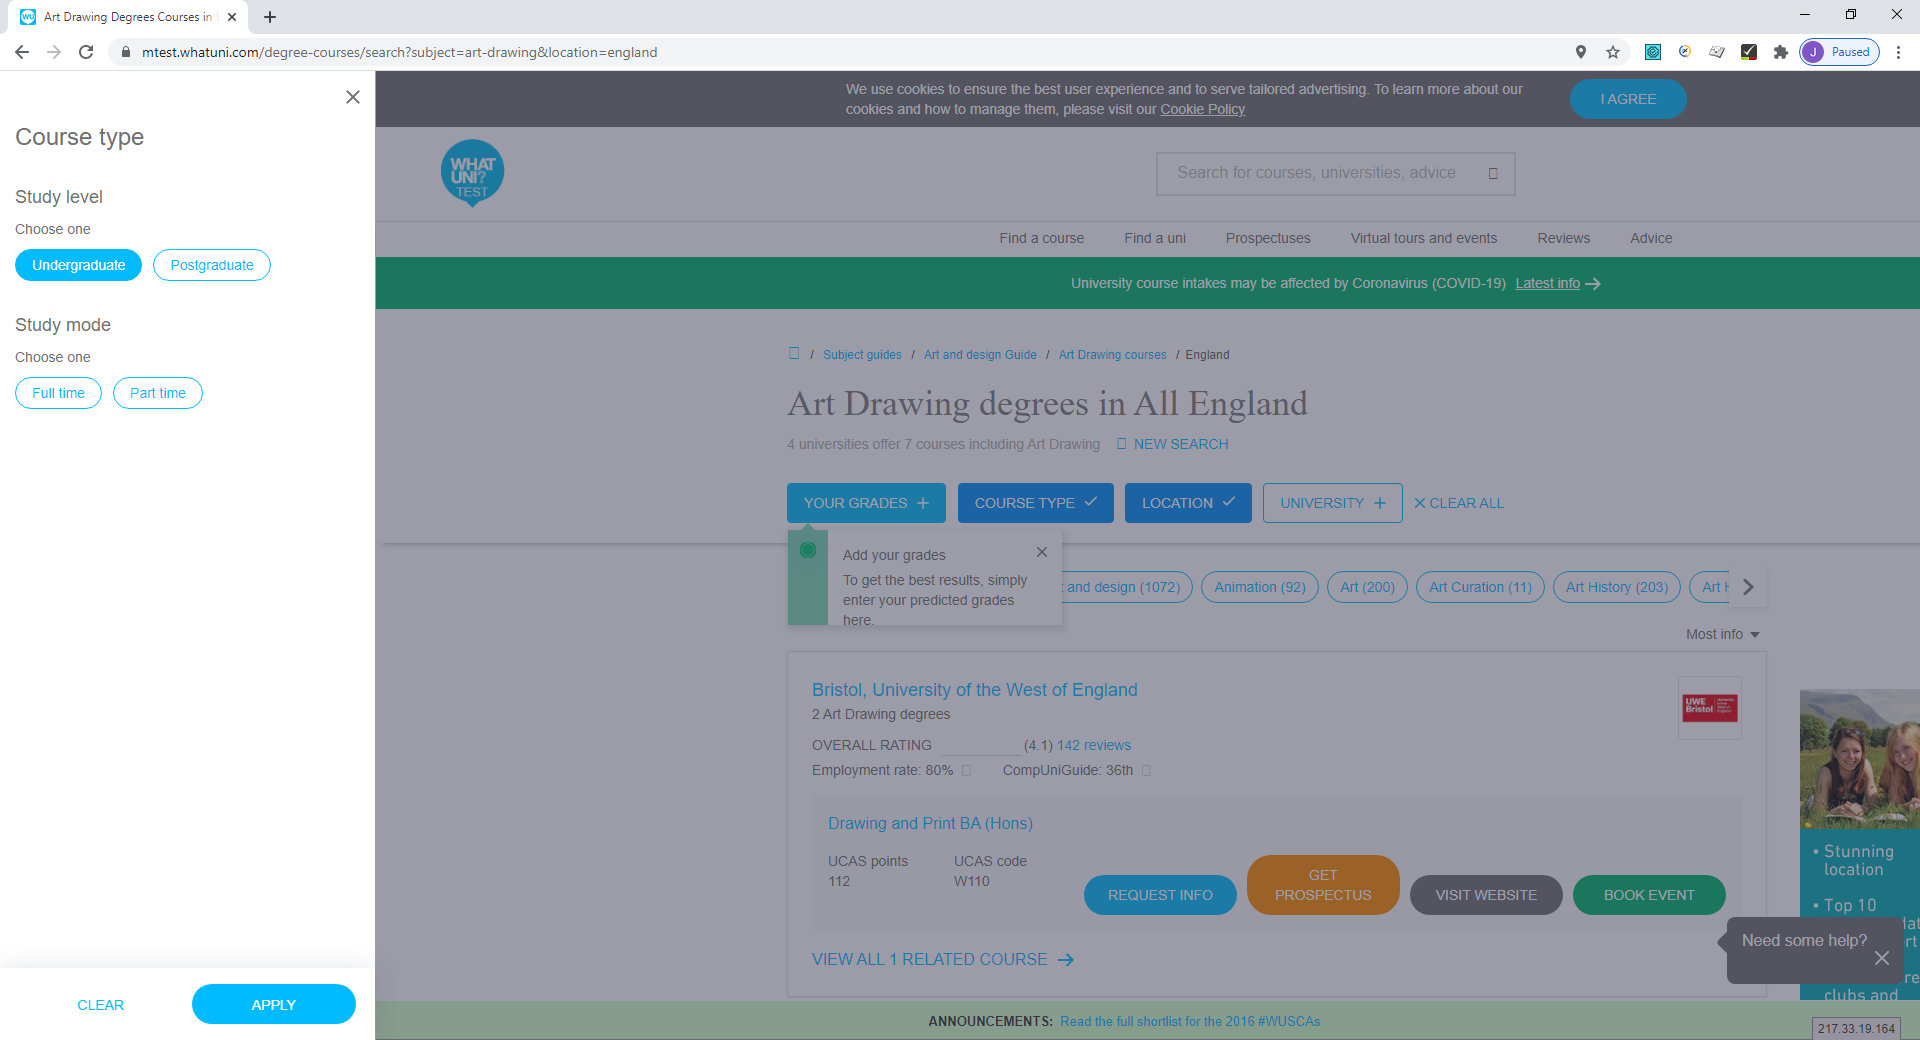 Art Drawing Degrees Courses in
mtest.whatuni.com/degree-courses/search?subject=art-drawing&location=england
J Paused
Course type
Study level
Choose one
Undergraduate Postgraduate
Study mode
Choose one
Full time Part time
CLEAR APPLY
We use cookies to ensure the best user experience and to serve tailored advertising. To learn more about our
cookies and how to manage them, please visit our Cookie Policy
I AGREE
WHAT
UNI?
TEST
Search for courses, universities, advice
Find a course Find a uni Prospectuses Virtual tours and events Reviews Advice
University course intakes may be affected by Coronavirus (COVID-19) Latest info
/ Subject guides / Art and design Guide / Art Drawing courses / England
Art Drawing degrees in All England
4 universities offer 7 courses including Art Drawing NEW SEARCH
YOUR GRADES COURSE TYPE LOCATION UNIVERSITY CLEAR ALL
Add your grades
To get the best results, simply
enter your predicted grades
here.
and design (1072) Animation (92) Art (200) Art Curation (11) Art History (203) Art
Most info
Bristol, University of the West of England
2 Art Drawing degrees
UWE
Bristol
OVERALL RATING (4.1) 142 reviews
Employment rate: 80% CompUniGuide: 36th
Drawing and Print BA (Hons)
UCAS points UCAS code
112 W110
REQUEST INFO GET PROSPECTUS VISIT WEBSITE BOOK EVENT
VIEW ALL 1 RELATED COURSE
• Stunning
location
• Top 10
clubs and
Need some help?
ANNOUNCEMENTS: Read the full shortlist for the 2016 #WUSCAs
217.33.19.164